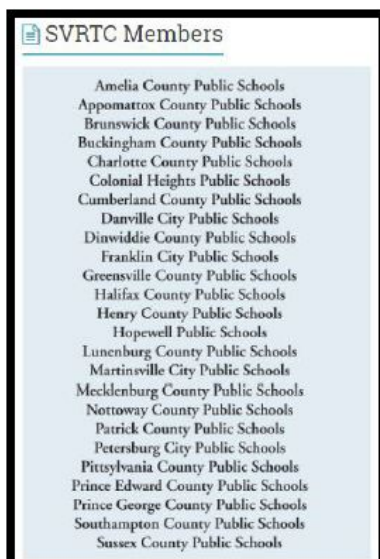 SVRTC Members
Amelia County Public Schools
Appomattox County Public Schools
Brunswick County Public Schools
Buckingham County Public Schools
Charlotte County Public Schools
Colonial Heights Public Schools
Cumberland County Public Schools
Danville City Public Schools
Dinwiddie County Public Schools
Franklin City Public Schools
Greensville County Public Schools
Halifax County Public Schools
Henry County Public Schools
Hopewell Public Schools
Lunenburg County Public Schools
Martinsville City Public Schools
Mecklenburg County Public Schools
Nottoway County Public Schools
Patrick County Public Schools
Petersburg City Public Schools
Pittsylvania County Public Schools
Prince Edward County Public Schools
Prince George County Public Schools
Southampton County Public Schools
Sussex County Public Schools